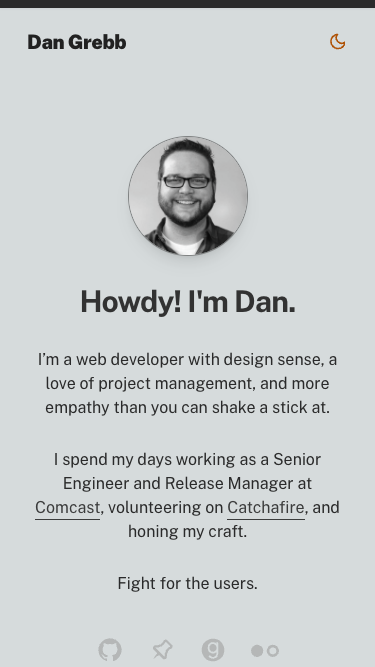 Dan Grebb
Howdy! I'm Dan.
I’m a web developer with design sense, a
love of project management, and more
empathy than you can shake a stick at.
I spend my days working as a Senior
Engineer and Release Manager at
Comcast, volunteering on Catchafire, and
honing my craft.
Fight for the users.